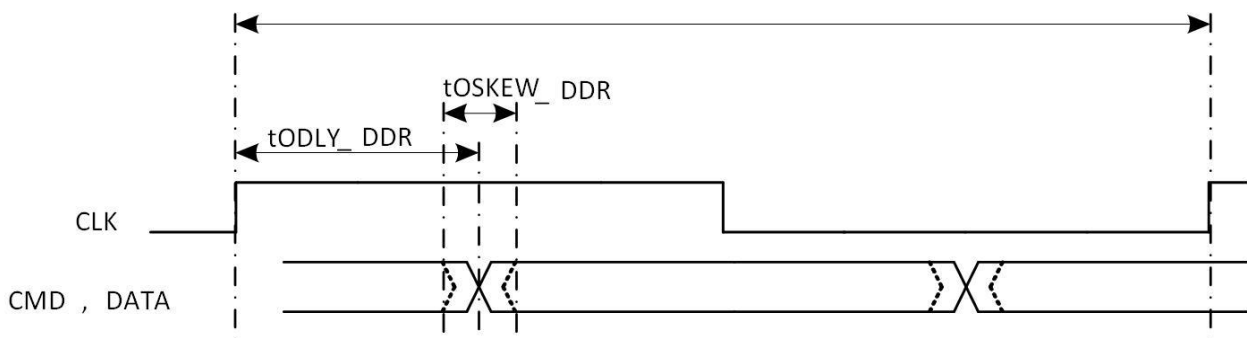 tOSKEW_ DDR
tODLY_ DDR
CLK
CMD , DATA